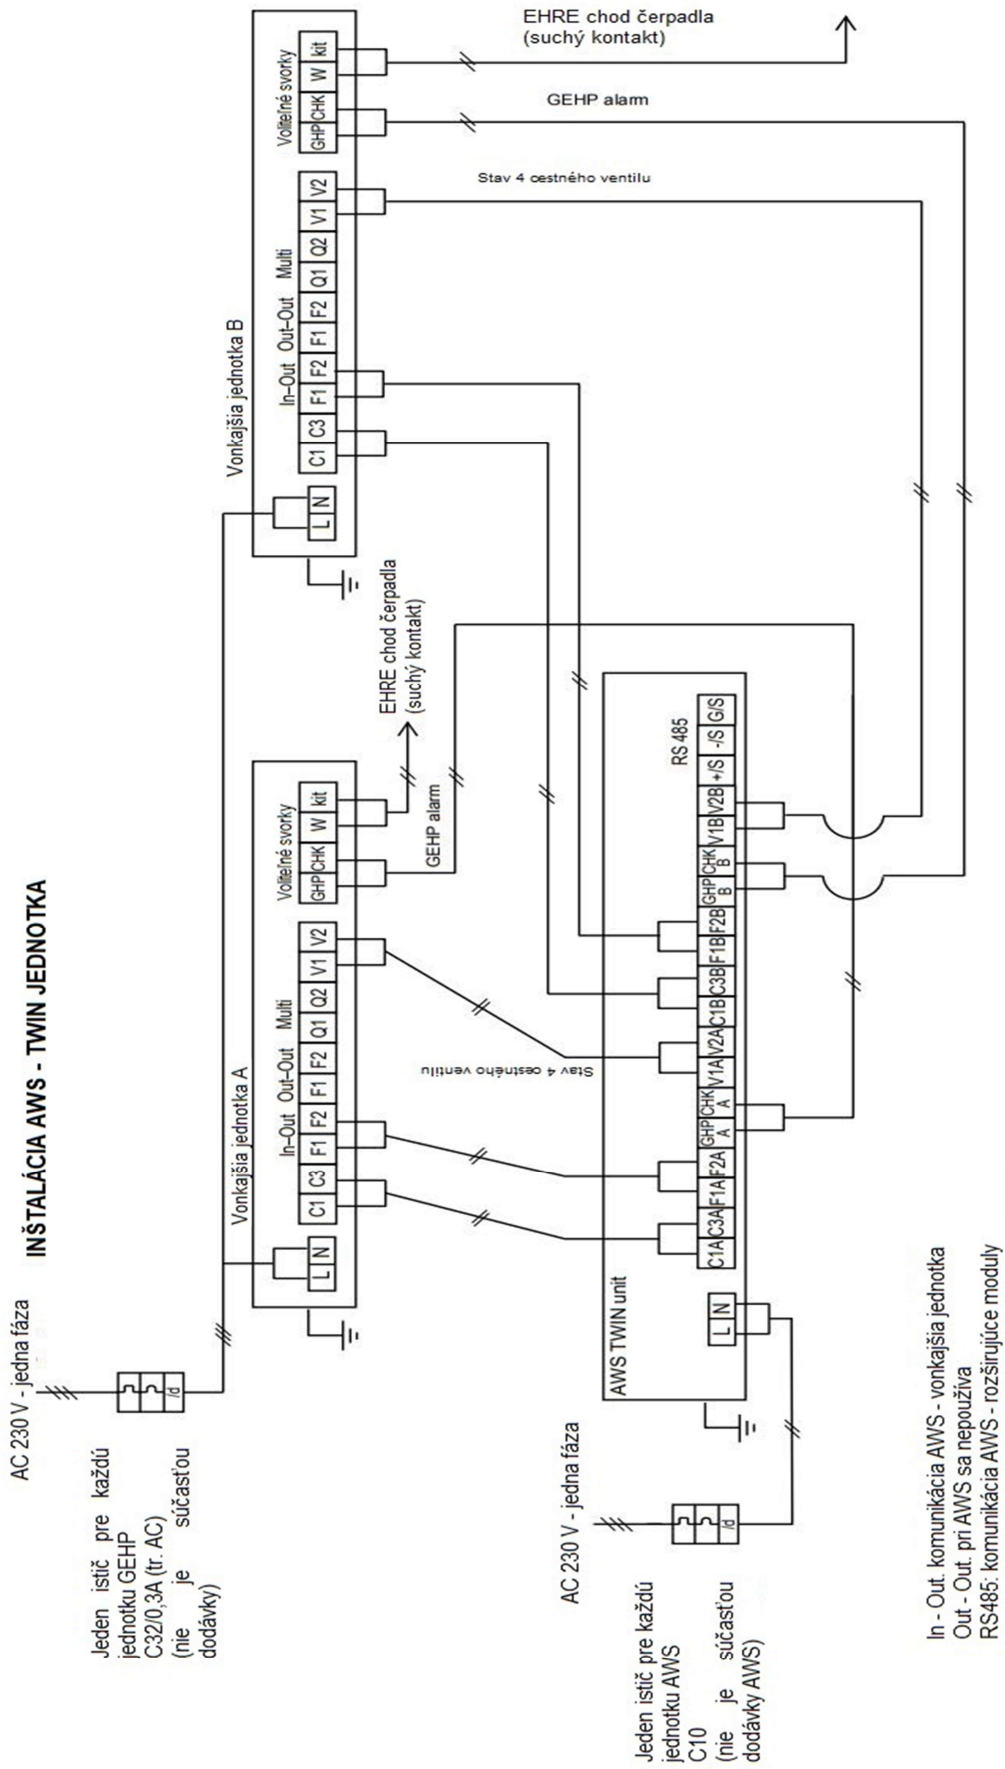 INŠTALÁCIA AWS - TWIN JEDNOTKA
AC 230 V - jedna fáza
Jeden istič pre každú
jednotku GEHP
C32/0,3A (tr. AC)
(nie je súčasťou
dodávky)
/d
Vonkajšia jednotka A
In–Out Out–Out Multi Voliteľné svorky
L N C1 C3 F1 F2 F1 F2 Q1 Q2 V1 V2 GHP CHK W kit
EHRE chod čerpadla
(suchý kontakt)
GEHP alarm
Stav 4 cestného ventilu
Vonkajšia jednotka B
In–Out Out–Out Multi Voliteľné svorky
L N C1 C3 F1 F2 F1 F2 Q1 Q2 V1 V2 GHP CHK W kit
EHRE chod čerpadla
(suchý kontakt)
GEHP alarm
Stav 4 cestného ventilu
AC 230 V - jedna fáza
Jeden istič pre každú
jednotku AWS
C10
(nie je súčasťou
dodávky AWS)
/d
AWS TWIN unit
RS 485
L N C1A C3A F1A F2A GHP A CHK A V1A V2A C1B C3B F1B F2B GHP B CHK B V1B V2B +/S -/S G/S
In - Out. komunikácia AWS - vonkajšia jednotka
Out - Out. pri AWS sa nepoužíva
RS485: komunikácia AWS - rozširujúce moduly